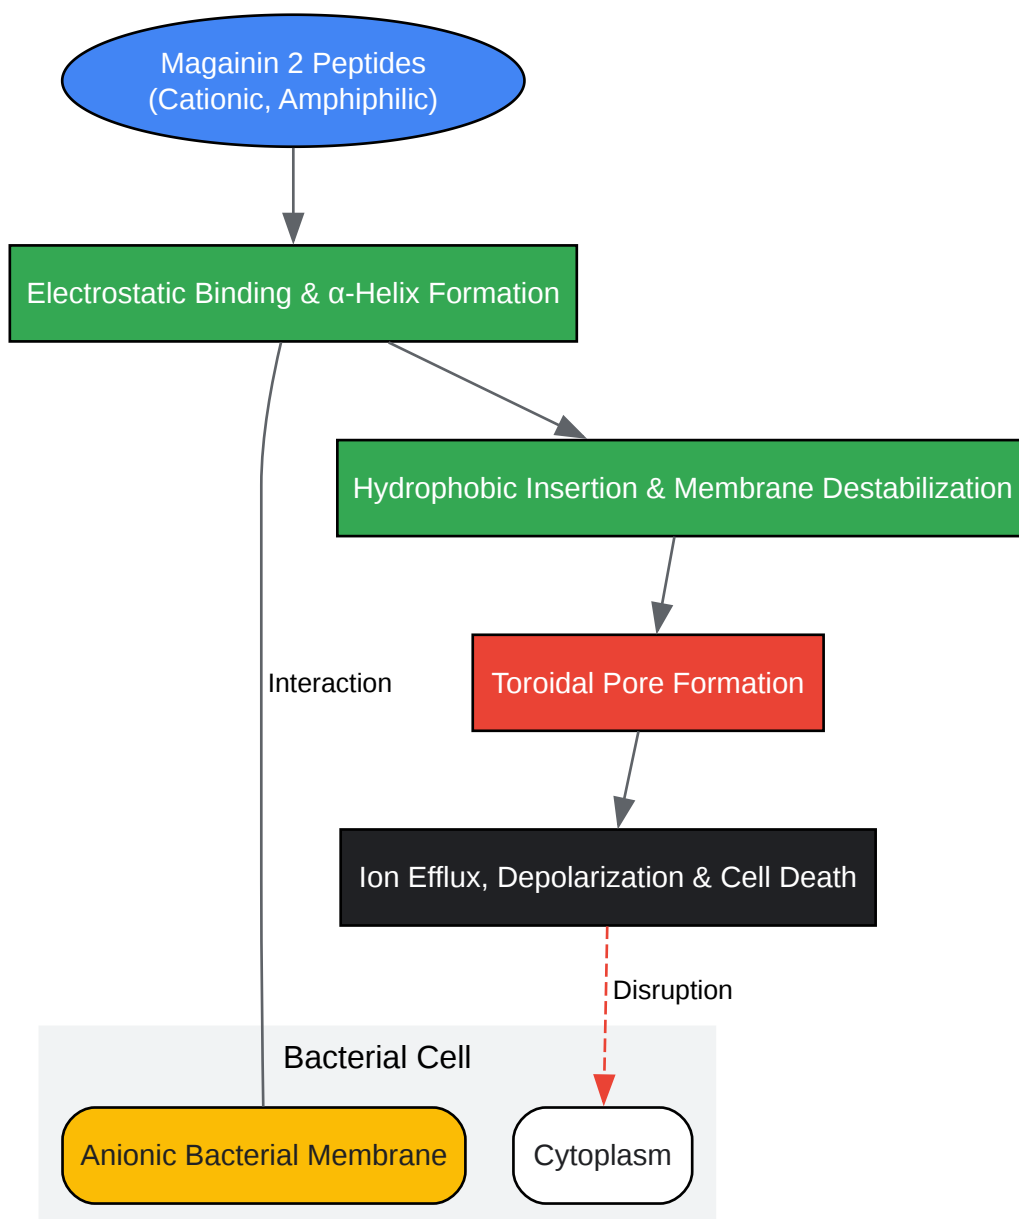 Magainin 2 Peptides
(Cationic, Amphiphilic)
Electrostatic Binding & α-Helix Formation
Hydrophobic Insertion & Membrane Destabilization
Interaction
Toroidal Pore Formation
Ion Efflux, Depolarization & Cell Death
Disruption
Bacterial Cell
Anionic Bacterial Membrane
Cytoplasm